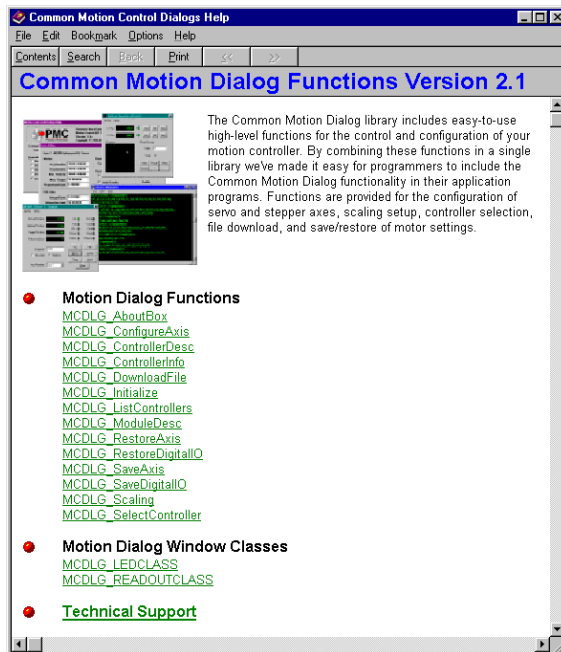 Common Motion Control Dialogs Help
File Edit Bookmark Options Help
Contents Search Back Print << >>
Common Motion Dialog Functions Version 2.1
PMC
The Common Motion Dialog library includes easy-to-use
high-level functions for the control and configuration of your
motion controller. By combining these functions in a single
library we've made it easy for programmers to include the
Common Motion Dialog functionality in their application
programs. Functions are provided for the configuration of
servo and stepper axes, scaling setup, controller selection,
file download, and save/restore of motor settings.
Motion Dialog Functions
MCDLG_AboutBox
MCDLG_ConfigureAxis
MCDLG_ControllerDesc
MCDLG_ControllerInfo
MCDLG_DownloadFile
MCDLG_Initialize
MCDLG_ListControllers
MCDLG_ModuleDesc
MCDLG_RestoreAxis
MCDLG_RestoreDigitalIO
MCDLG_SaveAxis
MCDLG_SaveDigitalIO
MCDLG_Scaling
MCDLG_SelectController
Motion Dialog Window Classes
MCDLG_LEDCLASS
MCDLG_READOUTCLASS
Technical Support